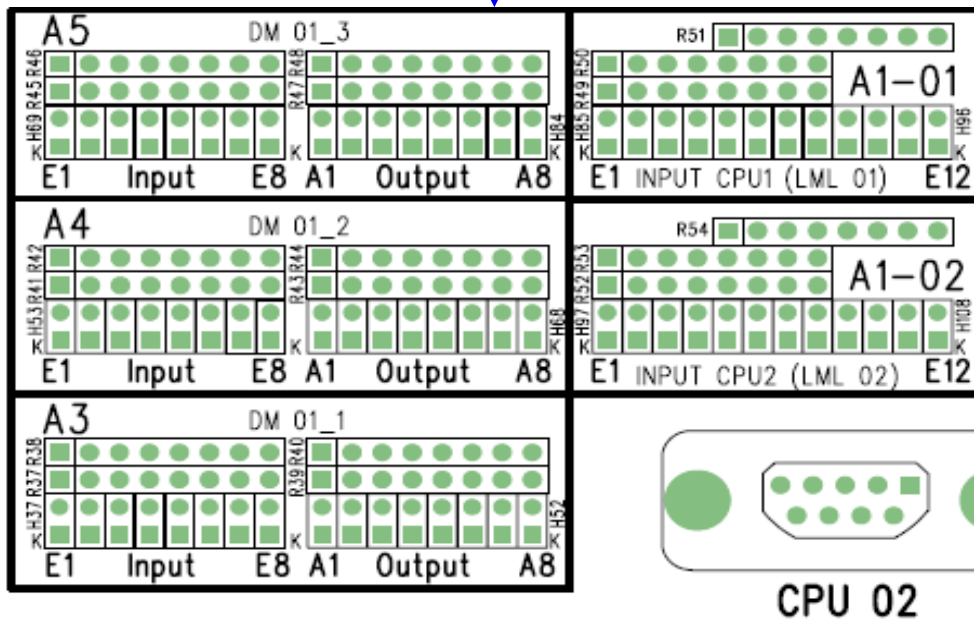 A5 DM 01_3
R46 R48
R45 R47
H69 H84
K K K
E1 Input E8 A1 Output A8
R51
R50
R49 A1-01
H85 H96
K K
E1 INPUT CPU1 (LML 01) E12
A4 DM 01_2
R42 R44
R41 R43
H53 H68
K K K
E1 Input E8 A1 Output A8
R54
R53
R52 A1-02
H97 H108
K K
E1 INPUT CPU2 (LML 02) E12
A3 DM 01_1
R38 R40
R37 R39
H37 H52
K K K
E1 Input E8 A1 Output A8
CPU 02